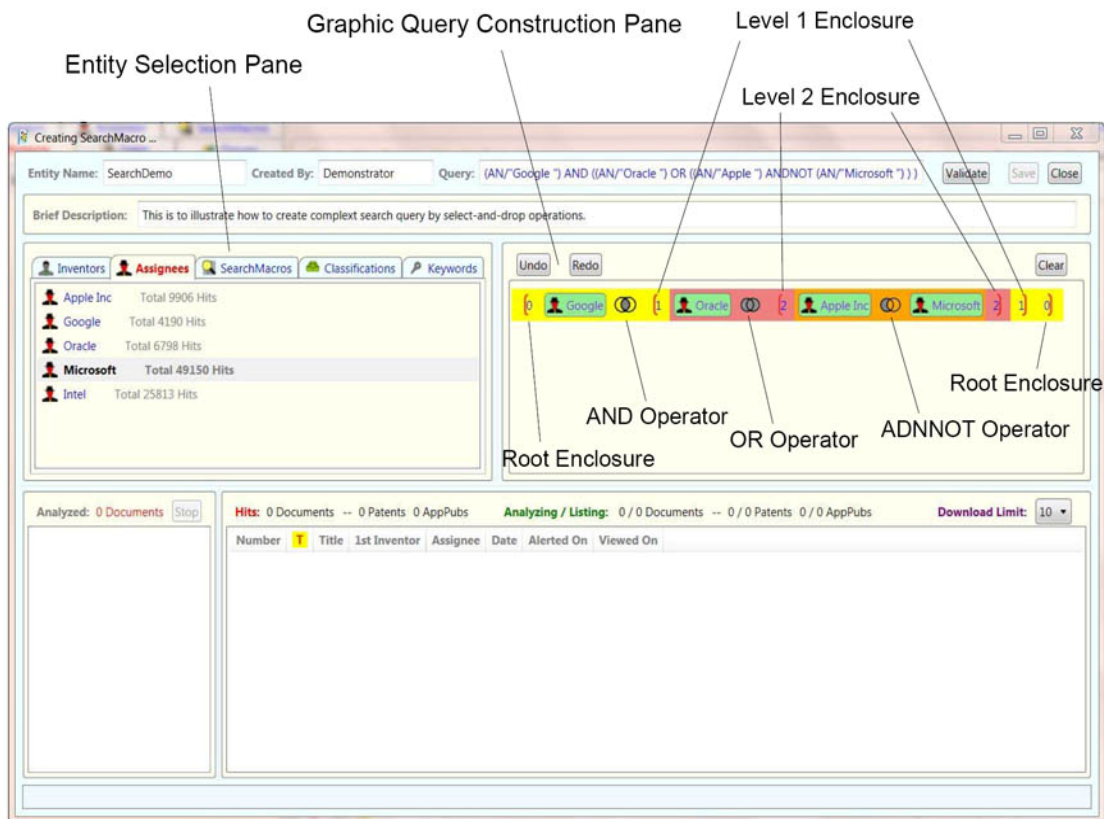 Graphic Query Construction Pane
Level 1 Enclosure
Entity Selection Pane
Level 2 Enclosure
Creating SearchMacro ...
Entity Name: SearchDemo Created By: Demonstrator Query: (AN/"Google ") AND ((AN/"Oracle ") OR ((AN/"Apple ") ANDNOT (AN/"Microsoft ") ) ) Validate Save Close
Brief Description: This is to illustrate how to create complext search query by select-and-drop operations.
Inventors Assignees SearchMacros Classifications Keywords
Undo Redo Clear
Apple Inc Total 9906 Hits
Google Total 4190 Hits
Oracle Total 6798 Hits
Microsoft Total 49150 Hits
Intel Total 25813 Hits
(0 Google (1 Oracle (2 Apple Inc Microsoft 2) 1) 0)
Root Enclosure
AND Operator
OR Operator
ADNNOT Operator
Root Enclosure
Analyzed: 0 Documents Stop
Hits: 0 Documents -- 0 Patents 0 AppPubs Analyzing / Listing: 0 / 0 Documents -- 0 / 0 Patents 0 / 0 AppPubs Download Limit: 10
Number T Title 1st Inventor Assignee Date Alerted On Viewed On